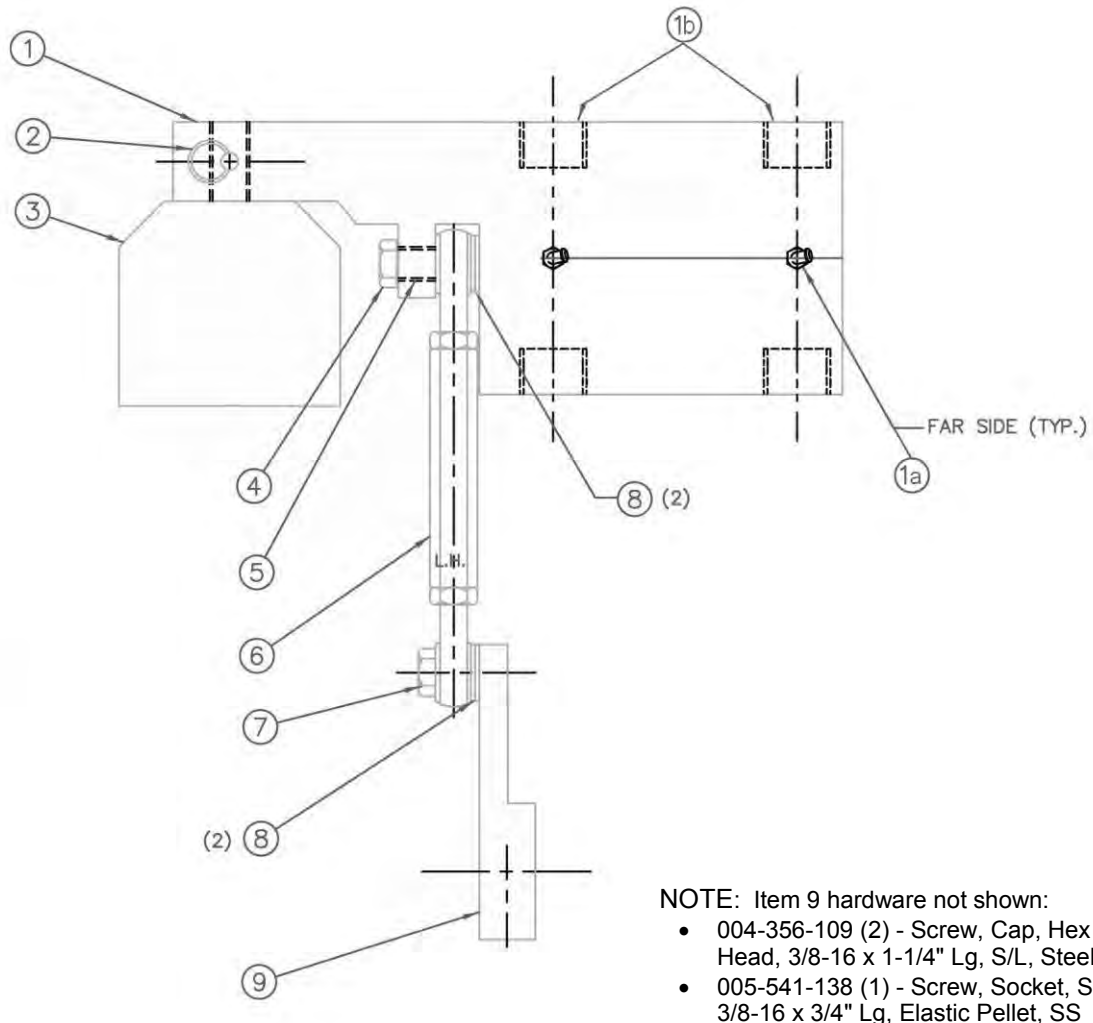 1
1b
2
3
FAR SIDE (TYP.)
1a
4
8 (2)
5
L.H.
6
7
(2) 8
9
NOTE: Item 9 hardware not shown:
• 004-356-109 (2) - Screw, Cap, Hex
Head, 3/8-16 x 1-1/4" Lg, S/L, Steel
• 005-541-138 (1) - Screw, Socket, S
3/8-16 x 3/4" Lg, Elastic Pellet, SS